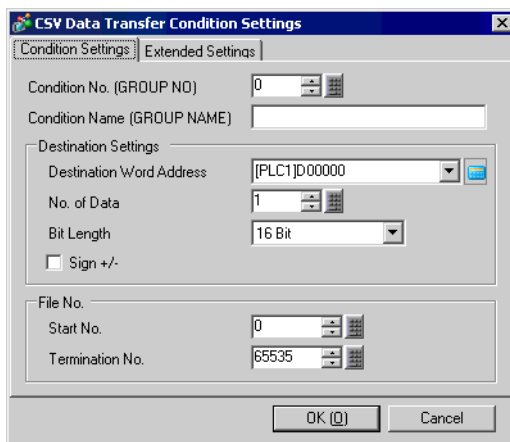 CSV Data Transfer Condition Settings
Condition Settings Extended Settings
Condition No. (GROUP NO) 0
Condition Name (GROUP NAME)
Destination Settings
Destination Word Address [PLC1]D00000
No. of Data 1
Bit Length 16 Bit
Sign +/-
File No.
Start No. 0
Termination No. 65535
OK (O) Cancel